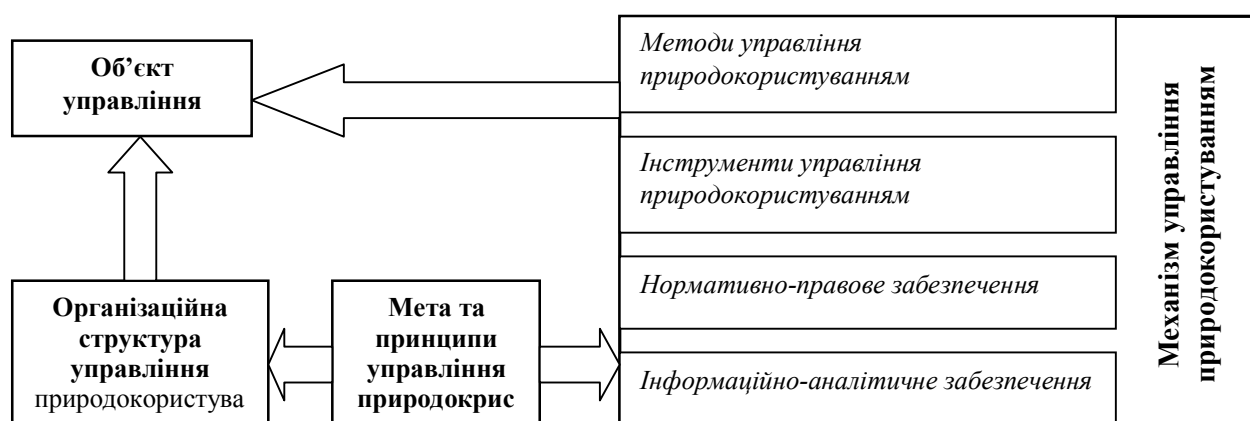 Об’єкт
управління
Методи управління
природокористуванням
Інструменти управління
природокористуванням
Нормативно-правове забезпечення
Інформаційно-аналітичне забезпечення
Механізм управління
природокористуванням
Організаційна
структура
управління
природокористува
Мета та
принципи
управління
природокрис